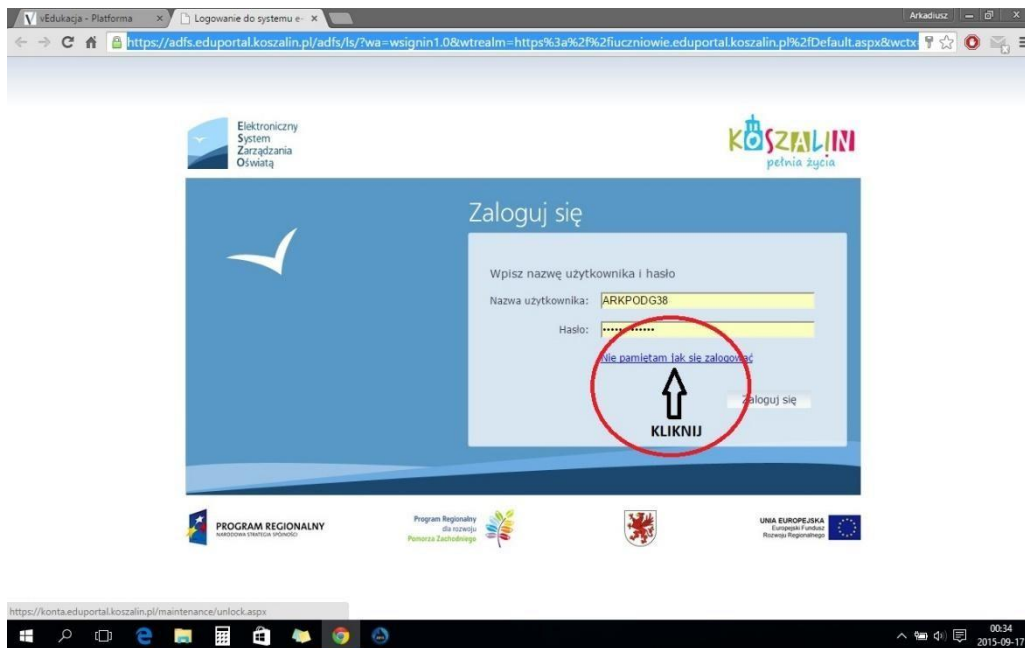 vEdukacja - Platforma
Logowanie do systemu e-
Arkadiusz
https://adfs.eduportal.koszalin.pl/adfs/ls/?wa=wsignin1.0&wtrealm=https%3a%2f%2fiuczniowie.eduportal.koszalin.pl%2fDefault.aspx&wctx
Elektroniczny
System
Zarządzania
Oświatą
KOSZALIN
pełnia życia
Zaloguj się
Wpisz nazwę użytkownika i hasło
Nazwa użytkownika: ARKPODG38
Hasło:
Nie pamiętam jak się zalogować
Zaloguj się
KLIKNIJ
PROGRAM REGIONALNY
NARODOWA STRATEGIA SPÓJNOŚCI
Program Regionalny
dla rozwoju
Pomorza Zachodniego
UNIA EUROPEJSKA
Europejski Fundusz
Rozwoju Regionalnego
https://konta.eduportal.koszalin.pl/maintenance/unlock.aspx
00:34
2015-09-17